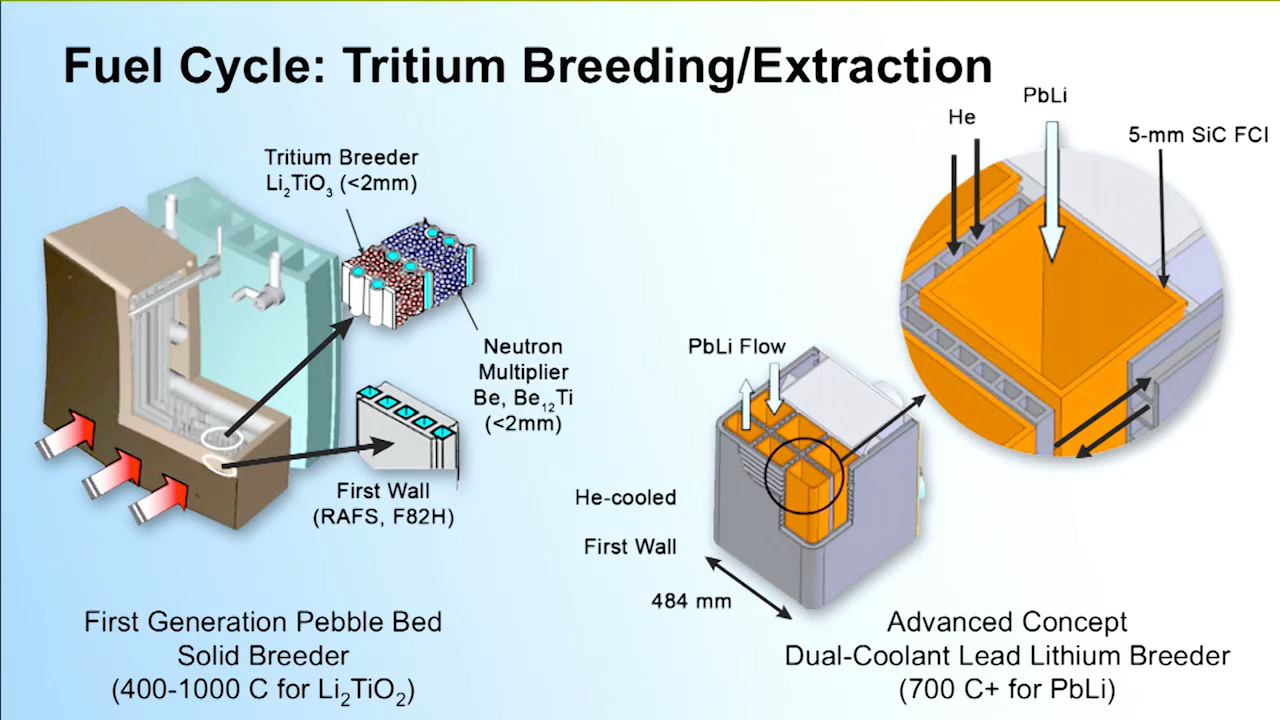 Fuel Cycle: Tritium Breeding/Extraction
Tritium Breeder
Li₂TiO₃ (<2mm)
Neutron
Multiplier
Be, Be₁₂Ti
(<2mm)
First Wall
(RAFS, F82H)
First Generation Pebble Bed
Solid Breeder
(400-1000 C for Li₂TiO₂)
He
PbLi
5-mm SiC FCI
PbLi Flow
He-cooled
First Wall
484 mm
Advanced Concept
Dual-Coolant Lead Lithium Breeder
(700 C+ for PbLi)